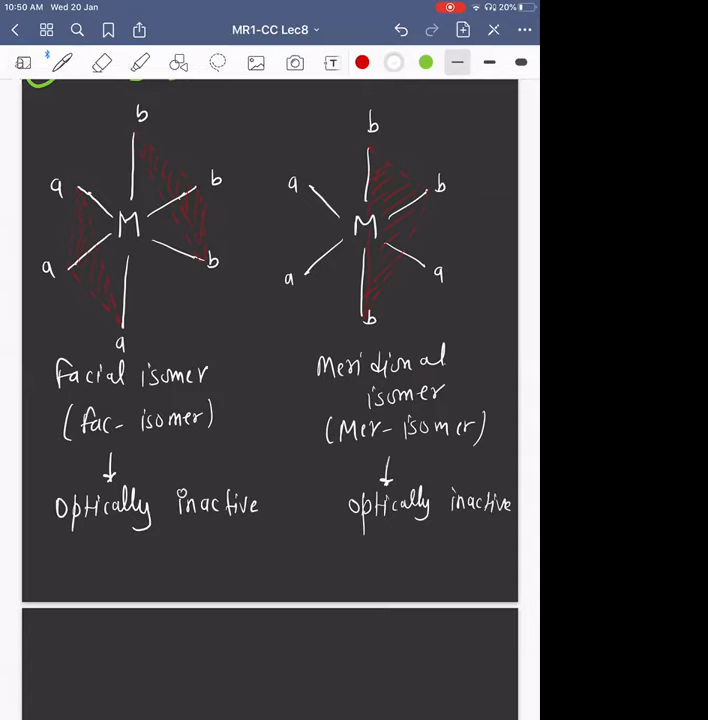 10:50 AM Wed 20 Jan
20%
MR1-CC Lec8
T
b
a
b
M
a
b
a
b
a
b
M
a
a
b
Facial isomer
(fac- isomer)
Optically inactive
Meridional
isomer
(Mer- isomer)
Optically inactive